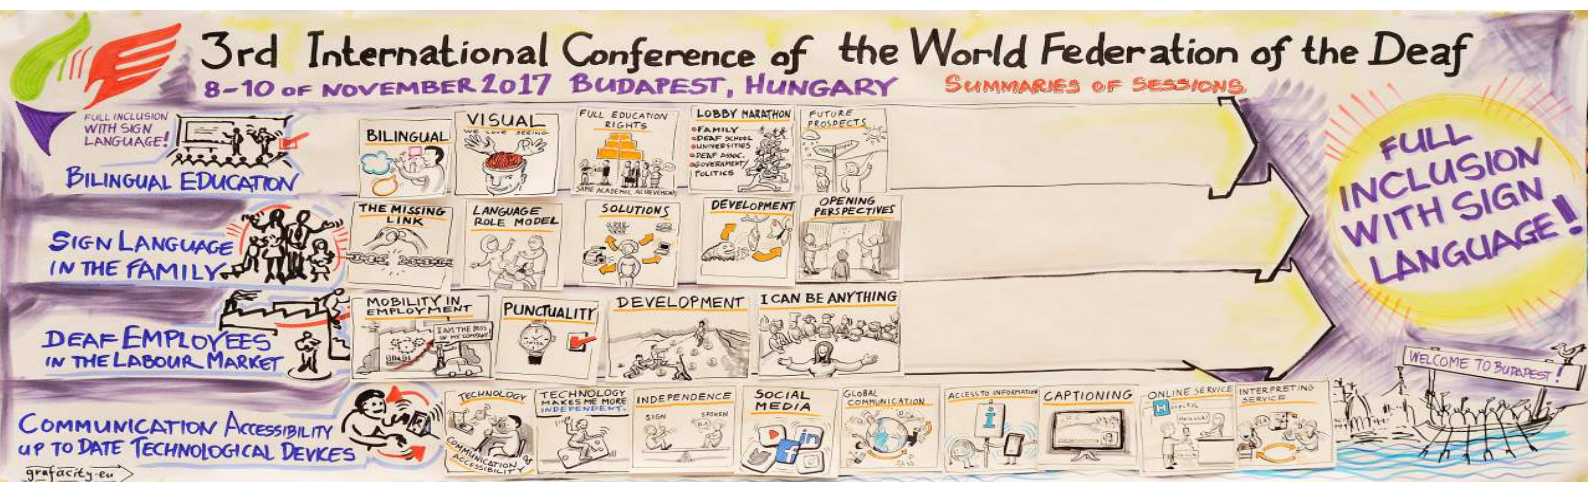 3rd International Conference of the World Federation of the Deaf
8-10 OF NOVEMBER 2017 BUDAPEST, HUNGARY SUMMARIES OF SESSIONS
FULL INCLUSION
WITH SIGN
LANGUAGE!
BILINGUAL EDUCATION
BILINGUAL
VISUAL
WE LOVE SEEING
FULL EDUCATION
RIGHTS
SAME ACADEMIC ACHIEVEMENT
LOBBY MARATHON
FAMILY
DEAF SCHOOL
UNIVERSITIES
DEAF ASSOC.
GOVERNMENT/
POLITICS
FUTURE
PROSPECTS
SIGN LANGUAGE
IN THE FAMILY
THE MISSING
LINK
LANGUAGE
ROLE MODEL
SOLUTIONS
DEVELOPMENT
OPENING
PERSPECTIVES
DEAF EMPLOYEES
IN THE LABOUR MARKET
MOBILITY IN
EMPLOYMENT
I AM THE BOSS
IN MY COMPANY
PUNCTUALITY
DEVELOPMENT
I CAN BE ANYTHING
COMMUNICATION ACCESSIBILITY
UP TO DATE TECHNOLOGICAL DEVICES
TECHNOLOGY
COMMUNICATION
ACCESSIBILITY
TECHNOLOGY
MAKES ME MORE
INDEPENDENT.
INDEPENDENCE
SIGN SPOKEN
SOCIAL
MEDIA
in
f
GLOBAL
COMMUNICATION
ACCESS TO INFORMATION
i
CAPTIONING
ONLINE SERVICE
H
INTERPRETING
SERVICE
FULL
INCLUSION
WITH SIGN
LANGUAGE!
WELCOME TO BUDAPEST!
grafacity.eu